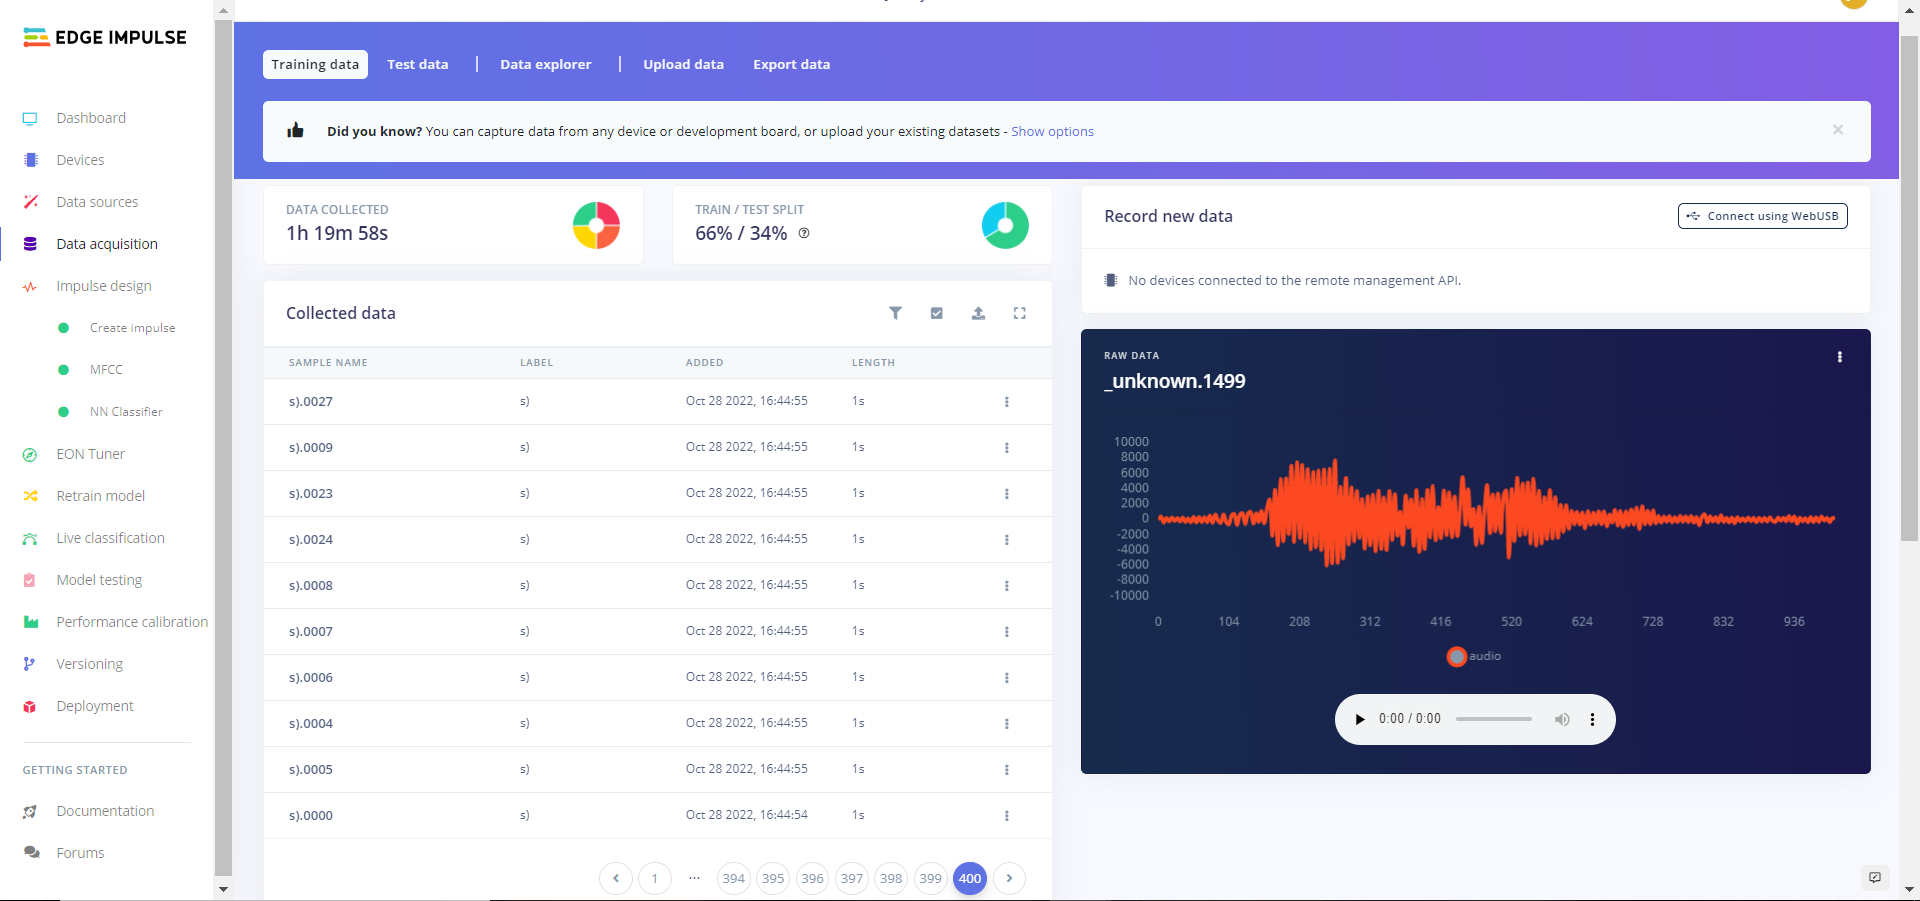 EDGE IMPULSE
Dashboard
Devices
Data sources
Data acquisition
Impulse design
Create impulse
MFCC
NN Classifier
EON Tuner
Retrain model
Live classification
Model testing
Performance calibration
Versioning
Deployment
GETTING STARTED
Documentation
Forums
Training data Test data | Data explorer | Upload data Export data
Did you know? You can capture data from any device or development board, or upload your existing datasets - Show options
DATA COLLECTED
1h 19m 58s
TRAIN / TEST SPLIT
66% / 34%
Collected data
SAMPLE NAME LABEL ADDED LENGTH
s).0027 s) Oct 28 2022, 16:44:55 1s
s).0009 s) Oct 28 2022, 16:44:55 1s
s).0023 s) Oct 28 2022, 16:44:55 1s
s).0024 s) Oct 28 2022, 16:44:55 1s
s).0008 s) Oct 28 2022, 16:44:55 1s
s).0007 s) Oct 28 2022, 16:44:55 1s
s).0006 s) Oct 28 2022, 16:44:55 1s
s).0004 s) Oct 28 2022, 16:44:55 1s
s).0005 s) Oct 28 2022, 16:44:55 1s
s).0000 s) Oct 28 2022, 16:44:54 1s
1 ... 394 395 396 397 398 399 400
Record new data
Connect using WebUSB
No devices connected to the remote management API.
RAW DATA
_unknown.1499
10000
8000
6000
4000
2000
0
-2000
-4000
-6000
-8000
-10000
0 104 208 312 416 520 624 728 832 936
audio
0:00 / 0:00